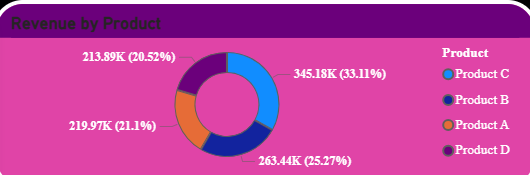 Revenue by Product
213.89K (20.52%)
345.18K (33.11%)
219.97K (21.1%)
263.44K (25.27%)
Product
Product C
Product B
Product A
Product D